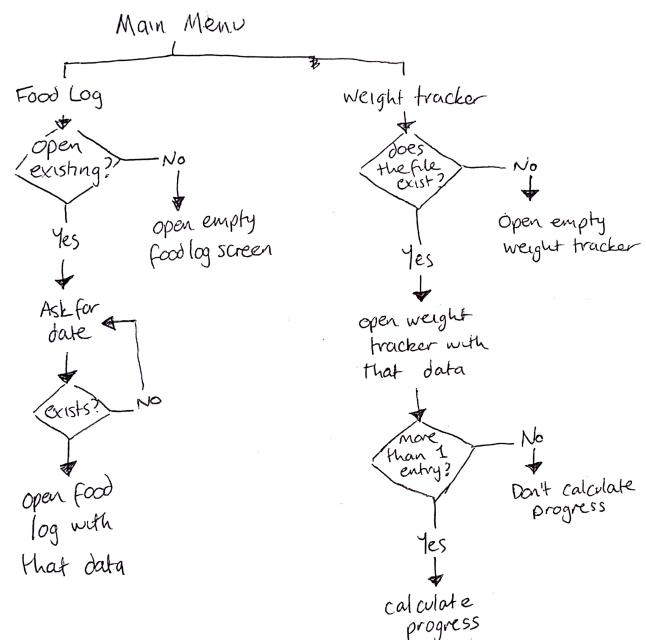 Main Menu
Food Log
open
existing?
No
open empty
food log screen
Yes
Ask for
date
exists?
No
open food
log with
that data
weight tracker
does
the file
exist?
No
Open empty
weight tracker
Yes
open weight
tracker with
that data
more
than 1
entry?
No
Don't calculate
progress
Yes
calculate
progress